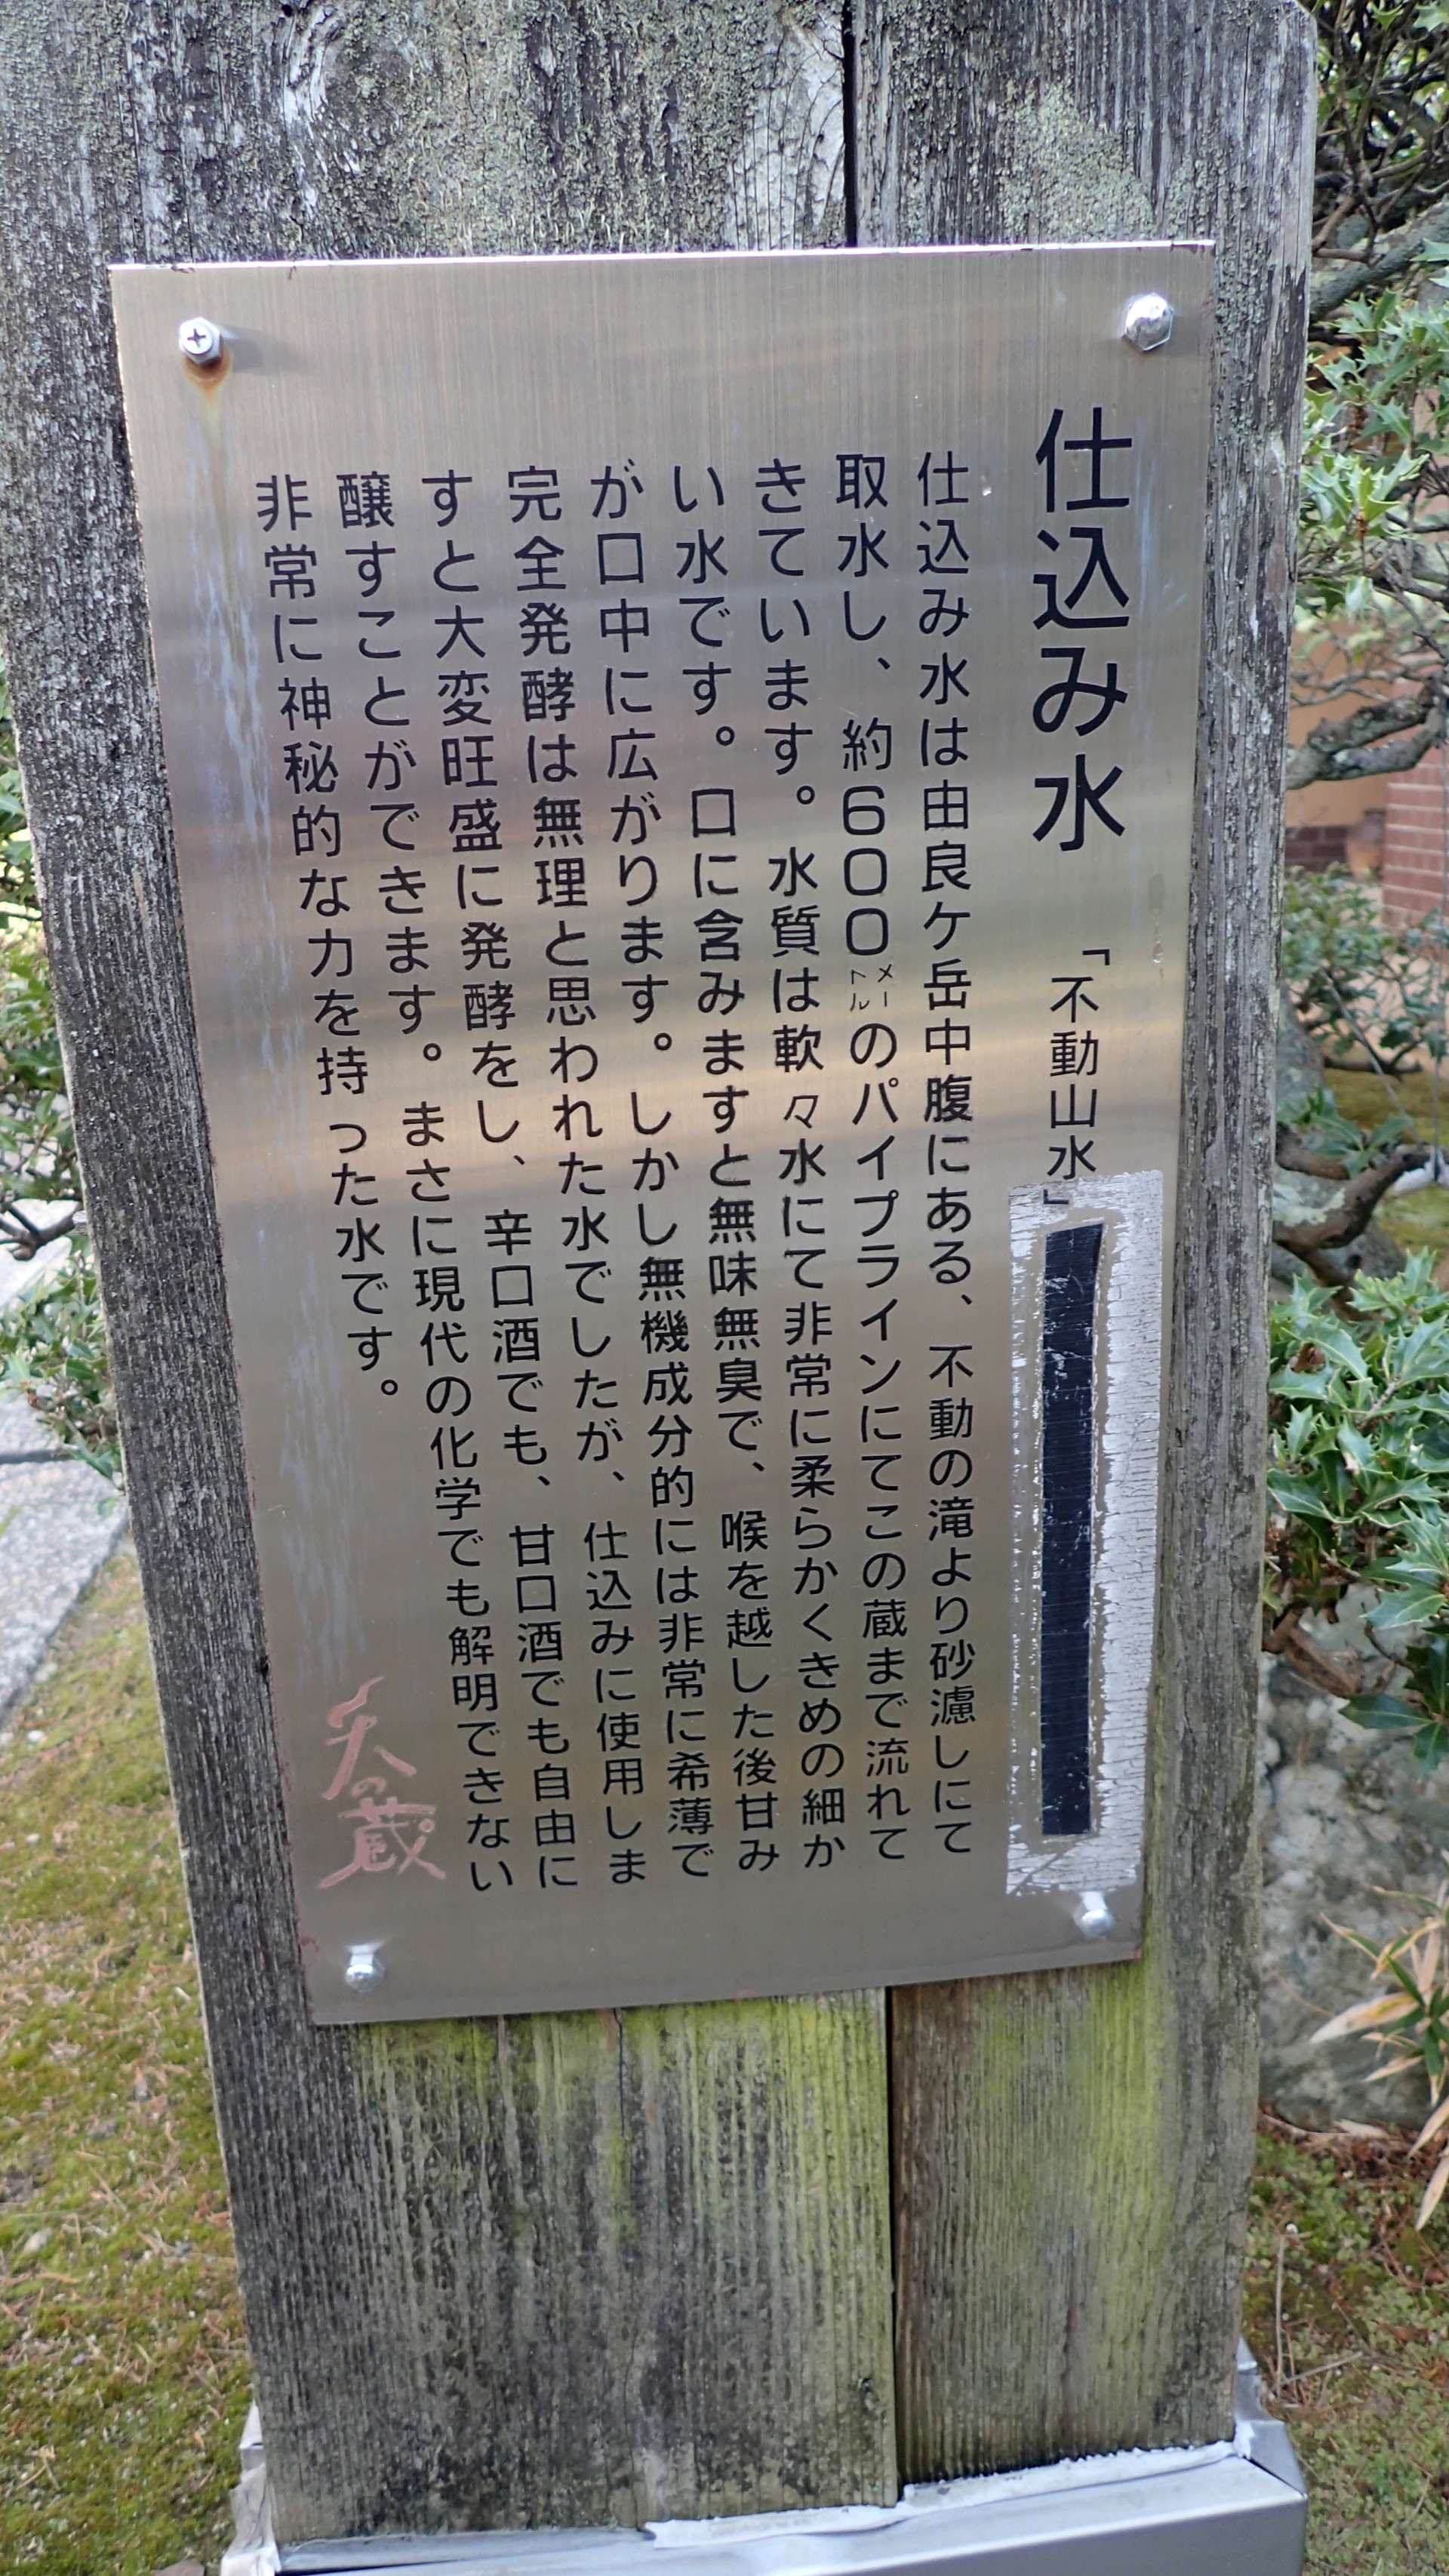 仕込み水 「不動山水」
仕込み水は由良ケ岳中腹にある、不動の滝より砂濾しにて
取水し、約600メートルのパイプラインにてこの蔵まで流れて
きています。水質は軟々水にて非常に柔らかくきめの細か
い水です。口に含みますと無味無臭で、喉を越した後甘み
が口中に広がります。しかし無機成分的には非常に希薄で
完全発酵は無理と思われた水でしたが、仕込みに使用しま
すと大変旺盛に発酵をし、辛口酒でも、甘口酒でも自由に
醸すことができます。まさに現代の化学でも解明できない
非常に神秘的な力を持った水です。
天の蔵